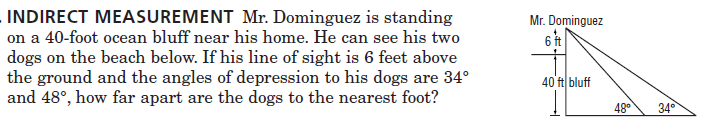 INDIRECT MEASUREMENT Mr. Dominguez is standing
on a 40-foot ocean bluff near his home. He can see his two
dogs on the beach below. If his line of sight is 6 feet above
the ground and the angles of depression to his dogs are 34°
and 48°, how far apart are the dogs to the nearest foot?
Mr. Dominguez
6 ft
40 ft bluff
48° 34°